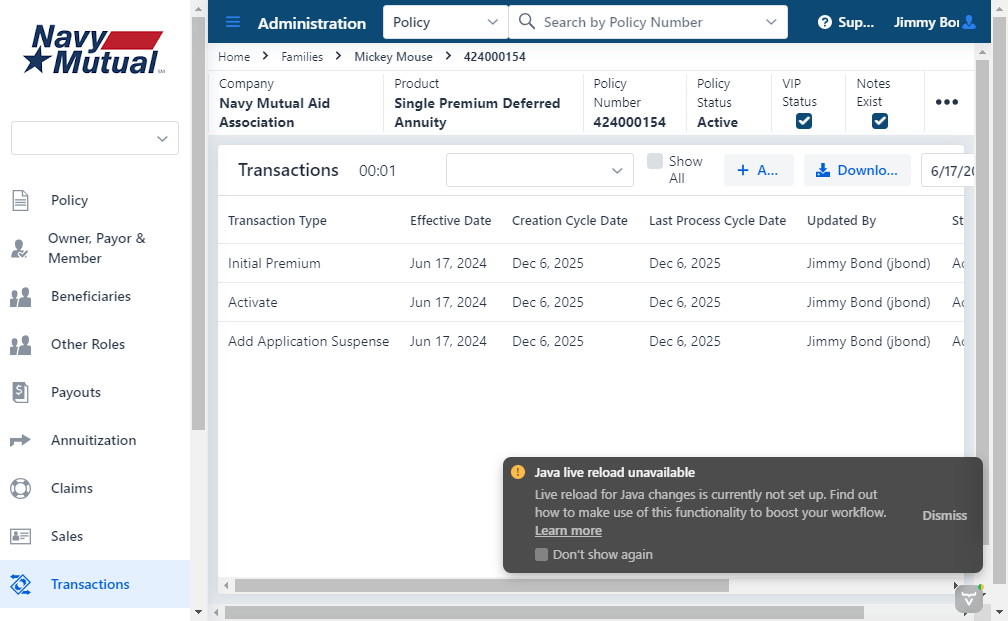 Navy
Mutual
SM
Administration
Policy
Search by Policy Number
Sup...
Jimmy Bo
Home
Families
Mickey Mouse
424000154
Company
Navy Mutual Aid
Association
Product
Single Premium Deferred
Annuity
Policy
Number
424000154
Policy
Status
Active
VIP
Status
Notes
Exist
Transactions
00:01
Show
All
+ A...
Downlo...
6/17/20
Transaction Type Effective Date Creation Cycle Date Last Process Cycle Date Updated By St
Initial Premium Jun 17, 2024 Dec 6, 2025 Dec 6, 2025 Jimmy Bond (jbond) Ac
Activate Jun 17, 2024 Dec 6, 2025 Dec 6, 2025 Jimmy Bond (jbond) Ac
Add Application Suspense Jun 17, 2024 Dec 6, 2025 Dec 6, 2025 Jimmy Bond (jbond) Ac
Policy
Owner, Payor &
Member
Beneficiaries
Other Roles
Payouts
Annuitization
Claims
Sales
Transactions
Java live reload unavailable
Live reload for Java changes is currently not set up. Find out
how to make use of this functionality to boost your workflow.
Learn more
Don't show again
Dismiss